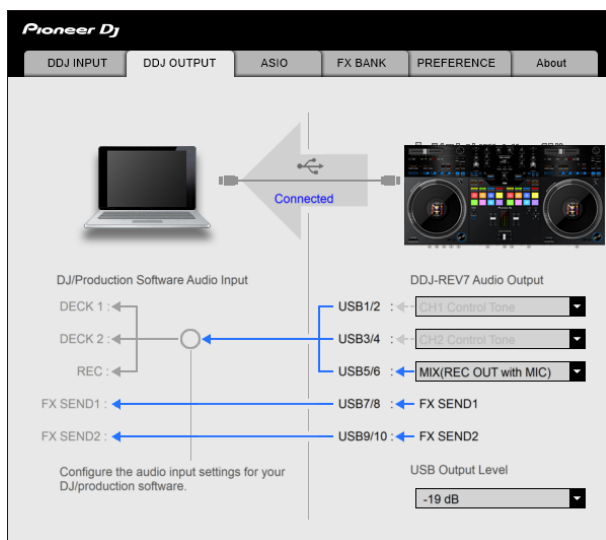 Pioneer Dj
DDJ INPUT DDJ OUTPUT ASIO FX BANK PREFERENCE About
Connected
DJ/Production Software Audio Input DDJ-REV7 Audio Output
DECK 1 : USB1/2 : CH1 Control Tone
DECK 2 : USB3/4 : CH2 Control Tone
REC : USB5/6 : MIX(REC OUT with MIC)
FX SEND1 : USB7/8 : FX SEND1
FX SEND2 : USB9/10 : FX SEND2
Configure the audio input settings for your
DJ/production software.
USB Output Level
-19 dB